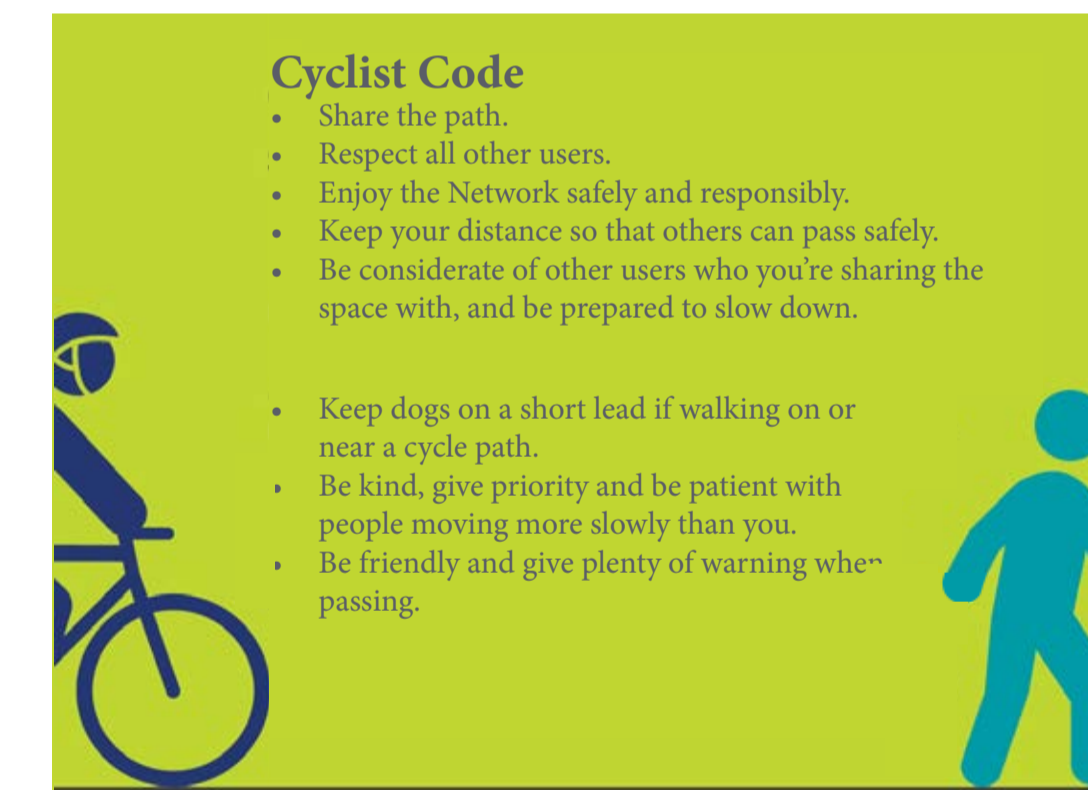 Cyclist Code
• Share the path.
• Respect all other users.
• Enjoy the Network safely and responsibly.
• Keep your distance so that others can pass safely.
• Be considerate of other users who you're sharing the
space with, and be prepared to slow down.
• Keep dogs on a short lead if walking on or
near a cycle path.
• Be kind, give priority and be patient with
people moving more slowly than you.
• Be friendly and give plenty of warning when
passing.